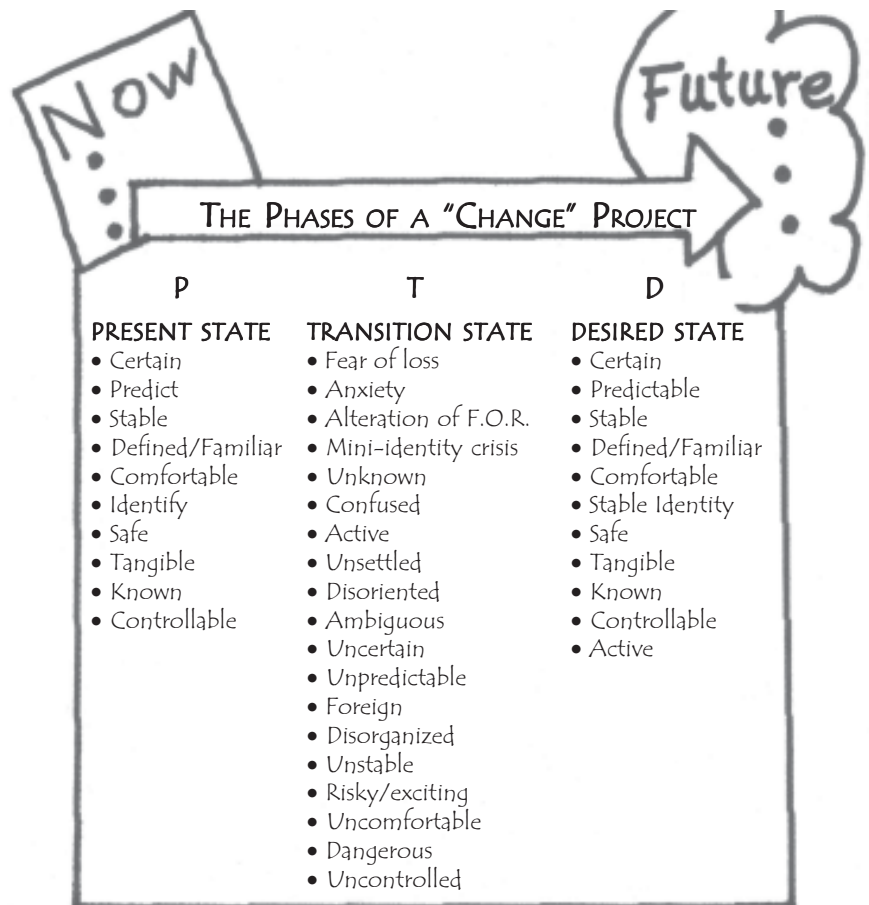 Now
Future
THE PHASES OF A "CHANGE" PROJECT
P
PRESENT STATE
• Certain
• Predict
• Stable
• Defined/Familiar
• Comfortable
• Identify
• Safe
• Tangible
• Known
• Controllable
T
TRANSITION STATE
• Fear of loss
• Anxiety
• Alteration of F.O.R.
• Mini-identity crisis
• Unknown
• Confused
• Active
• Unsettled
• Disoriented
• Ambiguous
• Uncertain
• Unpredictable
• Foreign
• Disorganized
• Unstable
• Risky/exciting
• Uncomfortable
• Dangerous
• Uncontrolled
D
DESIRED STATE
• Certain
• Predictable
• Stable
• Defined/Familiar
• Comfortable
• Stable Identity
• Safe
• Tangible
• Known
• Controllable
• Active